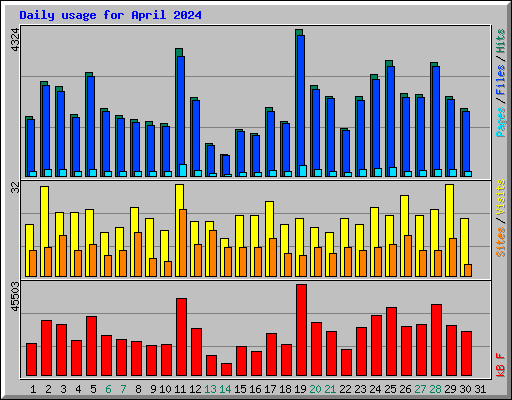 Daily usage for April 2024
4324
Pages/Files/Hits
32
Sites/Visits
45503
kB F
1 2 3 4 5 6 7 8 9 10 11 12 13 14 15 16 17 18 19 20 21 22 23 24 25 26 27 28 29 30 31